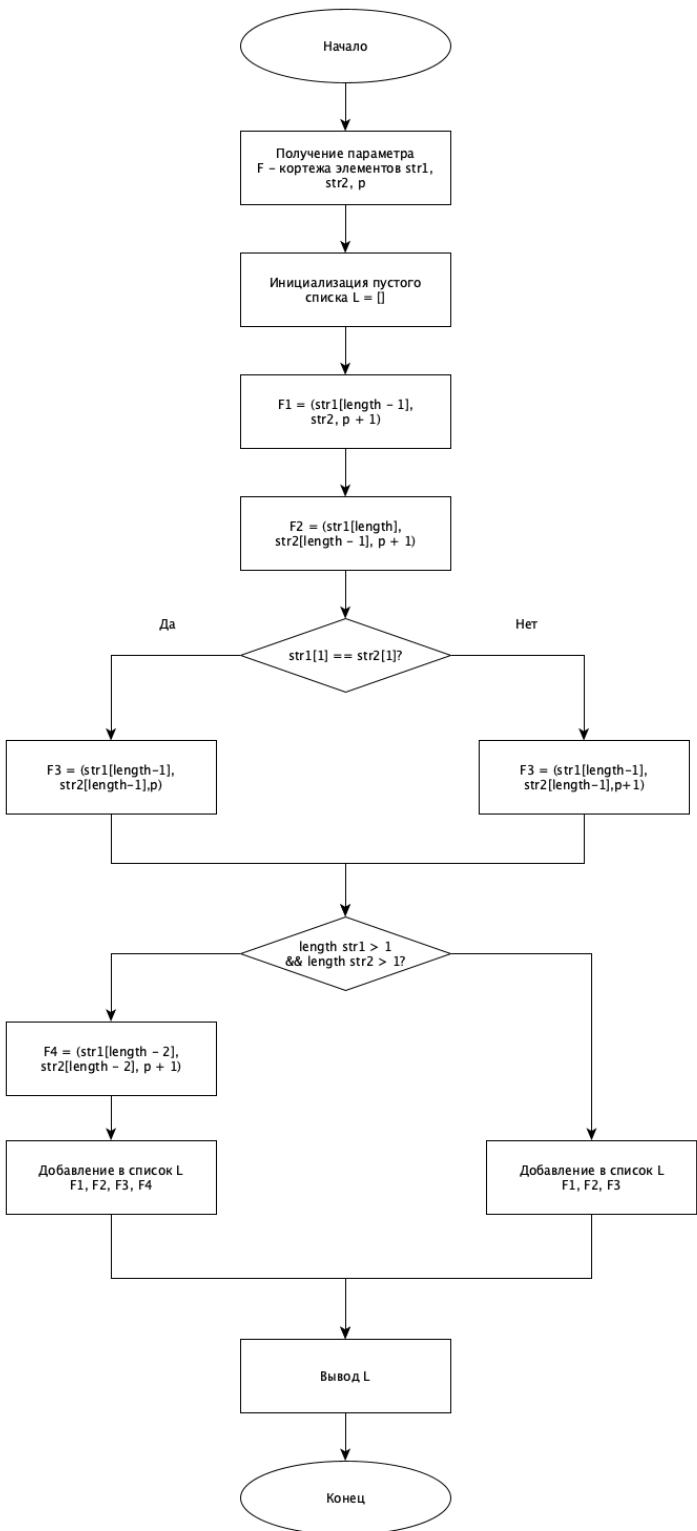 Начало
Получение параметра
F – кортежа элементов str1,
str2, p
Инициализация пустого
списка L = []
F1 = (str1[length – 1],
str2, p + 1)
F2 = (str1[length],
str2[length – 1], p + 1)
Да
Нет
str1[1] == str2[1]?
F3 = (str1[length–1],
str2[length–1],p)
F3 = (str1[length–1],
str2[length–1],p+1)
length str1 > 1
&& length str2 > 1?
F4 = (str1[length – 2],
str2[length – 2], p + 1)
Добавление в список L
F1, F2, F3, F4
Добавление в список L
F1, F2, F3
Вывод L
Конец